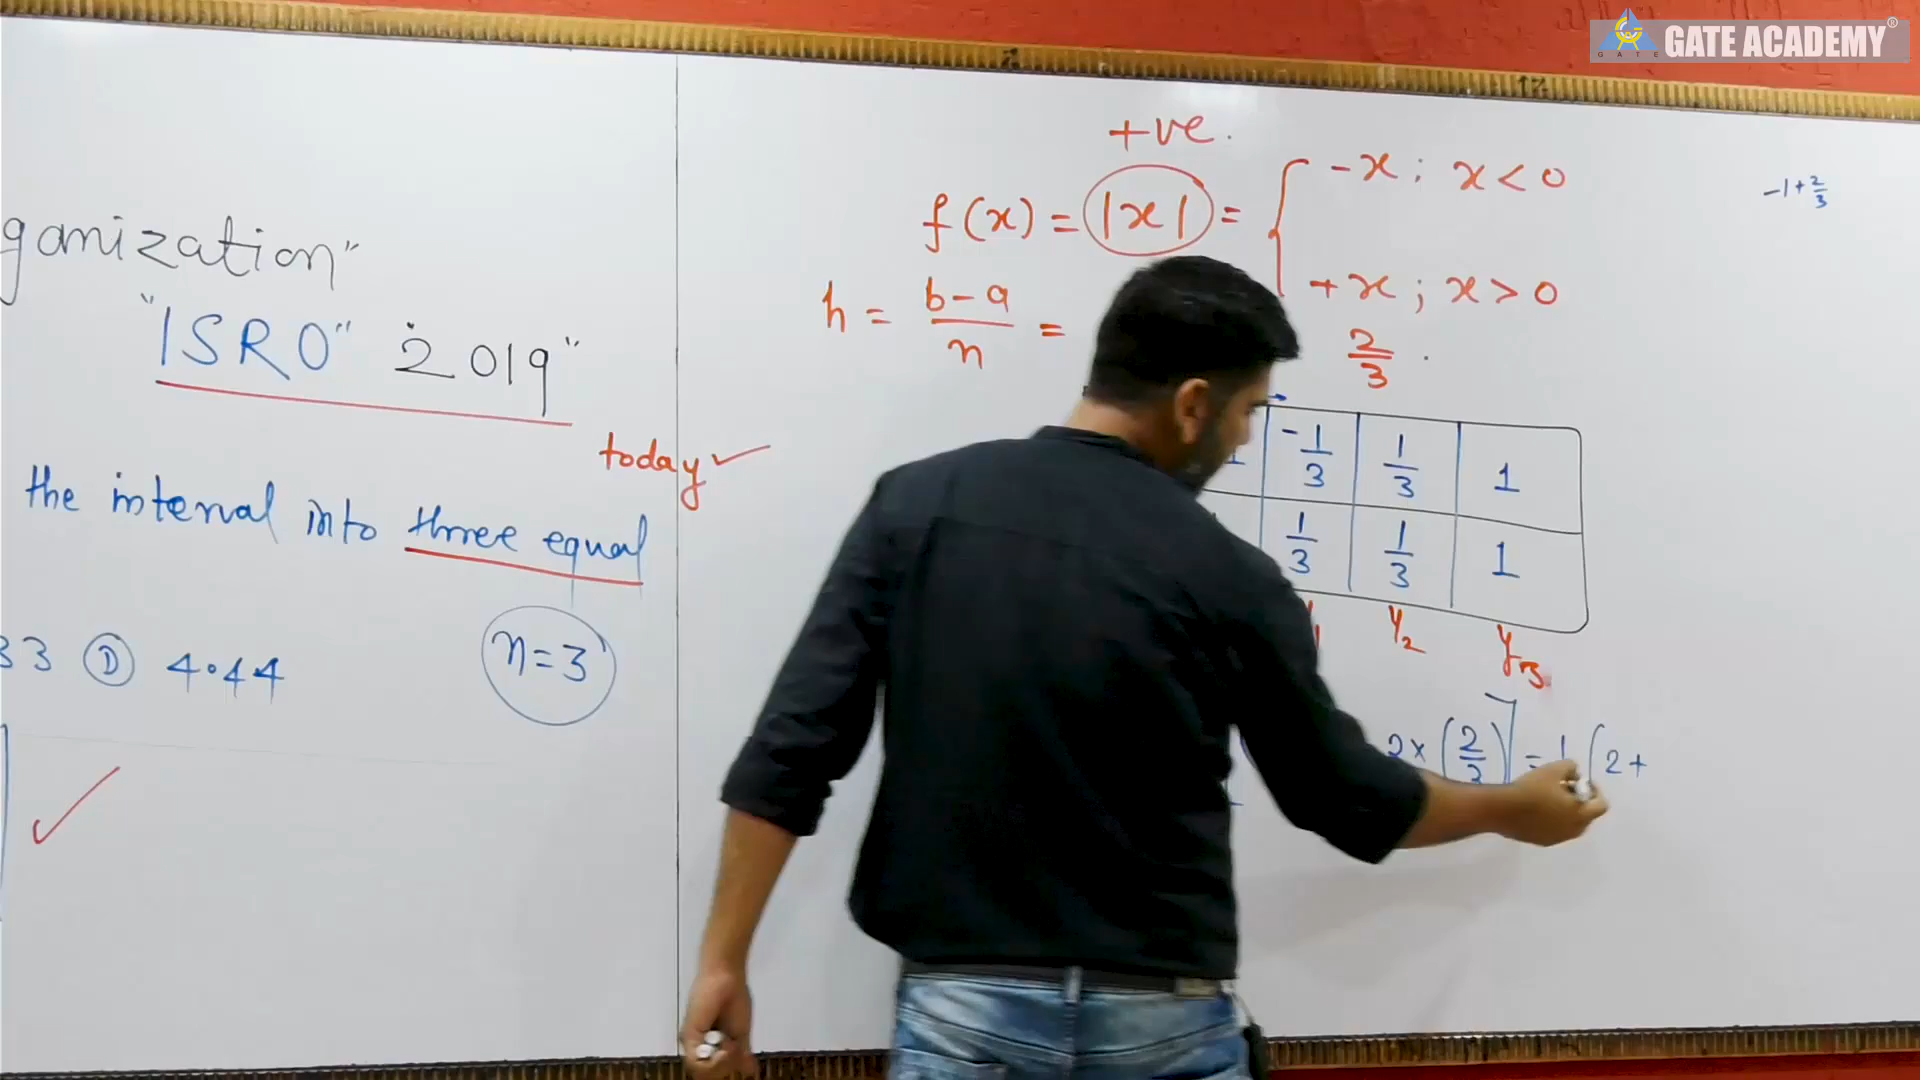 GATE ACADEMY®
GATE
ganization"
"ISRO" 2019"
today ✓
the interval into three equal
33 Ⓓ 4.44
n=3
✓
+ve.
f(x) = |x| = { -x ; x < 0
+x ; x > 0
-1+2/3
h = b-a/n =
2/3 .
-1/3 1/3 1
1/3 1/3 1
y2 y3
2×(2/3)] = 1 (2+